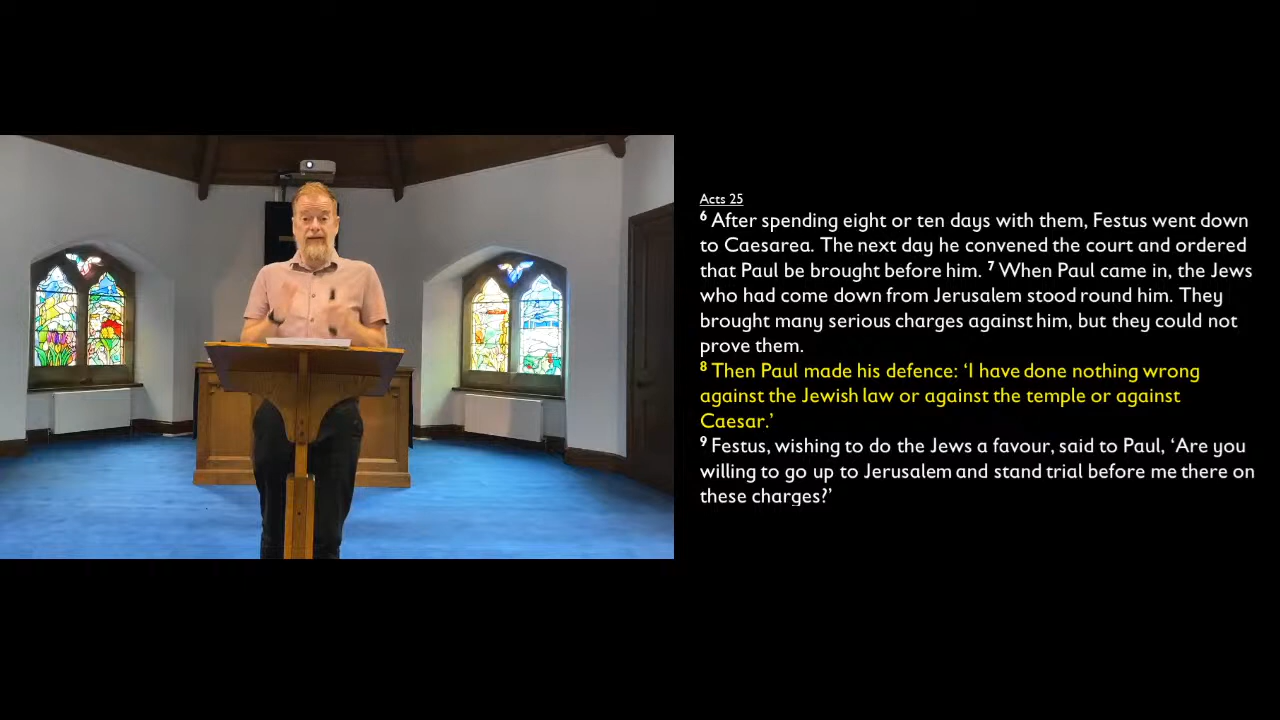 Acts 25
6 After spending eight or ten days with them, Festus went down
to Caesarea. The next day he convened the court and ordered
that Paul be brought before him. 7 When Paul came in, the Jews
who had come down from Jerusalem stood round him. They
brought many serious charges against him, but they could not
prove them.
8 Then Paul made his defence: ‘I have done nothing wrong
against the Jewish law or against the temple or against
Caesar.’
9 Festus, wishing to do the Jews a favour, said to Paul, ‘Are you
willing to go up to Jerusalem and stand trial before me there on
these charges?’